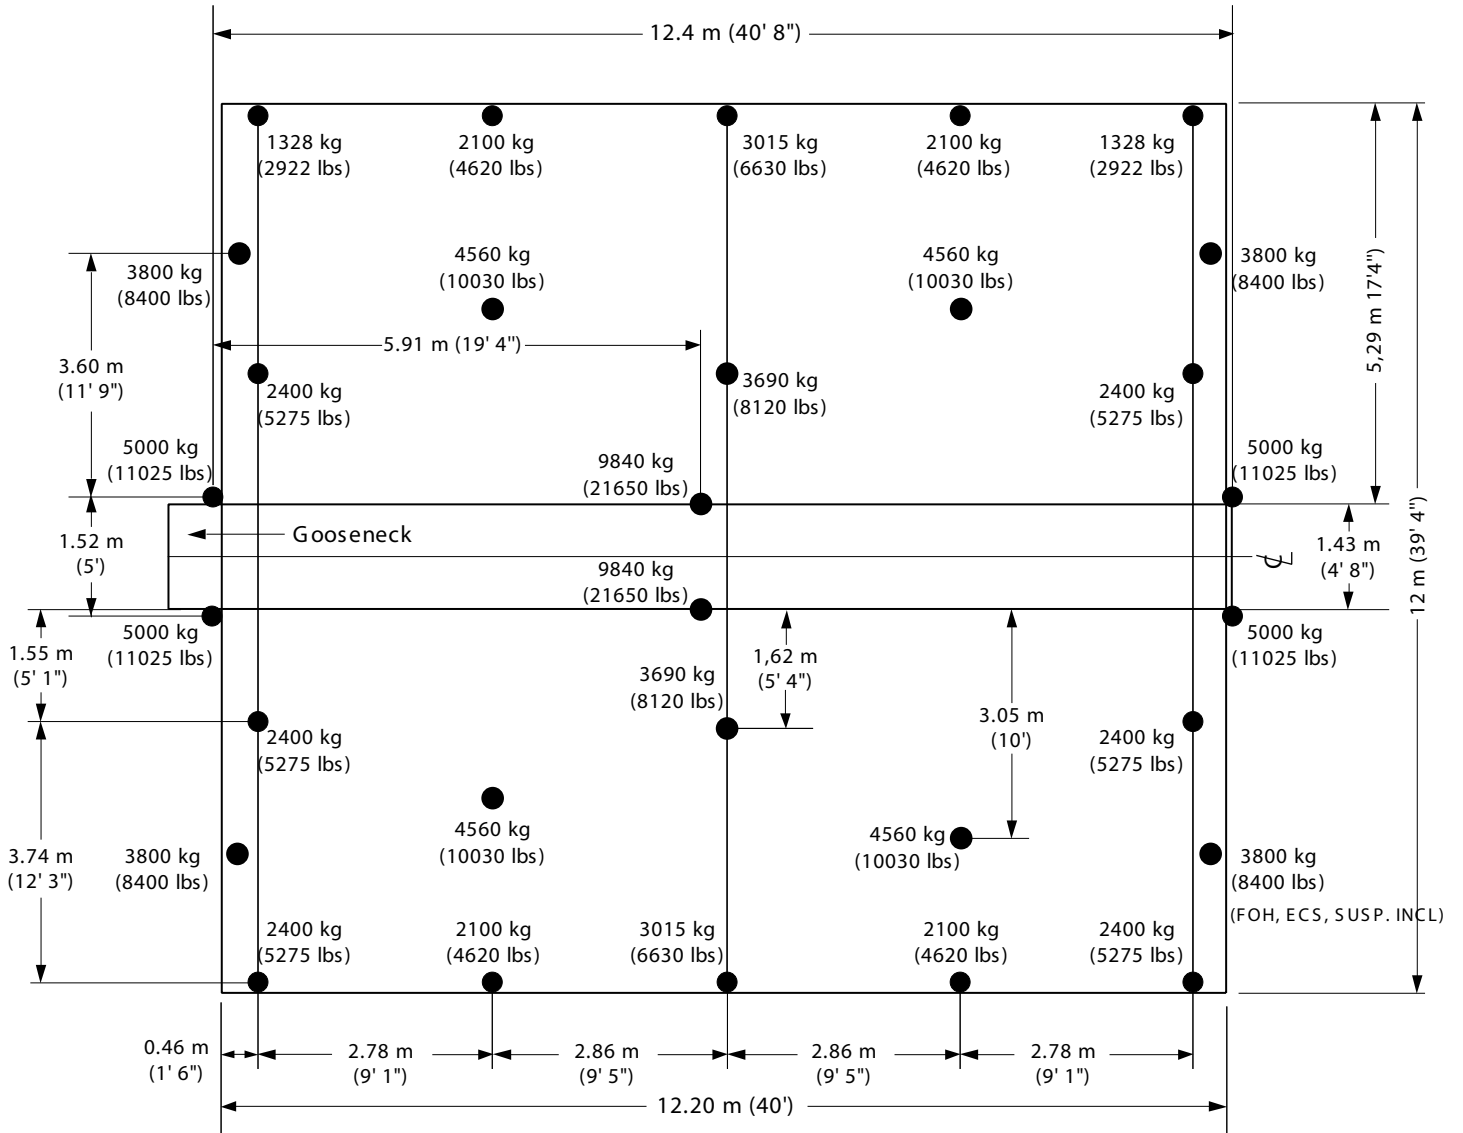 12.4 m (40' 8")
1328 kg
(2922 lbs)
2100 kg
(4620 lbs)
3015 kg
(6630 lbs)
2100 kg
(4620 lbs)
1328 kg
(2922 lbs)
3800 kg
(8400 lbs)
4560 kg
(10030 lbs)
4560 kg
(10030 lbs)
3800 kg
(8400 lbs)
5,29 m 17'4")
5.91 m (19' 4")
3.60 m
(11' 9")
2400 kg
(5275 lbs)
3690 kg
(8120 lbs)
2400 kg
(5275 lbs)
5000 kg
(11025 lbs)
9840 kg
(21650 lbs)
5000 kg
(11025 lbs)
Gooseneck
1.52 m
(5')
1.43 m
(4' 8")
12 m (39' 4")
9840 kg
(21650 lbs)
5000 kg
(11025 lbs)
5000 kg
(11025 lbs)
1.55 m
(5' 1")
3690 kg
(8120 lbs)
1,62 m
(5' 4")
3.05 m
(10')
2400 kg
(5275 lbs)
2400 kg
(5275 lbs)
3.74 m
(12' 3")
3800 kg
(8400 lbs)
4560 kg
(10030 lbs)
4560 kg
(10030 lbs)
3800 kg
(8400 lbs)
(FOH, ECS, SUSP. INCL)
2400 kg
(5275 lbs)
2100 kg
(4620 lbs)
3015 kg
(6630 lbs)
2100 kg
(4620 lbs)
2400 kg
(5275 lbs)
0.46 m
(1' 6")
2.78 m
(9' 1")
2.86 m
(9' 5")
2.86 m
(9' 5")
2.78 m
(9' 1")
12.20 m (40')